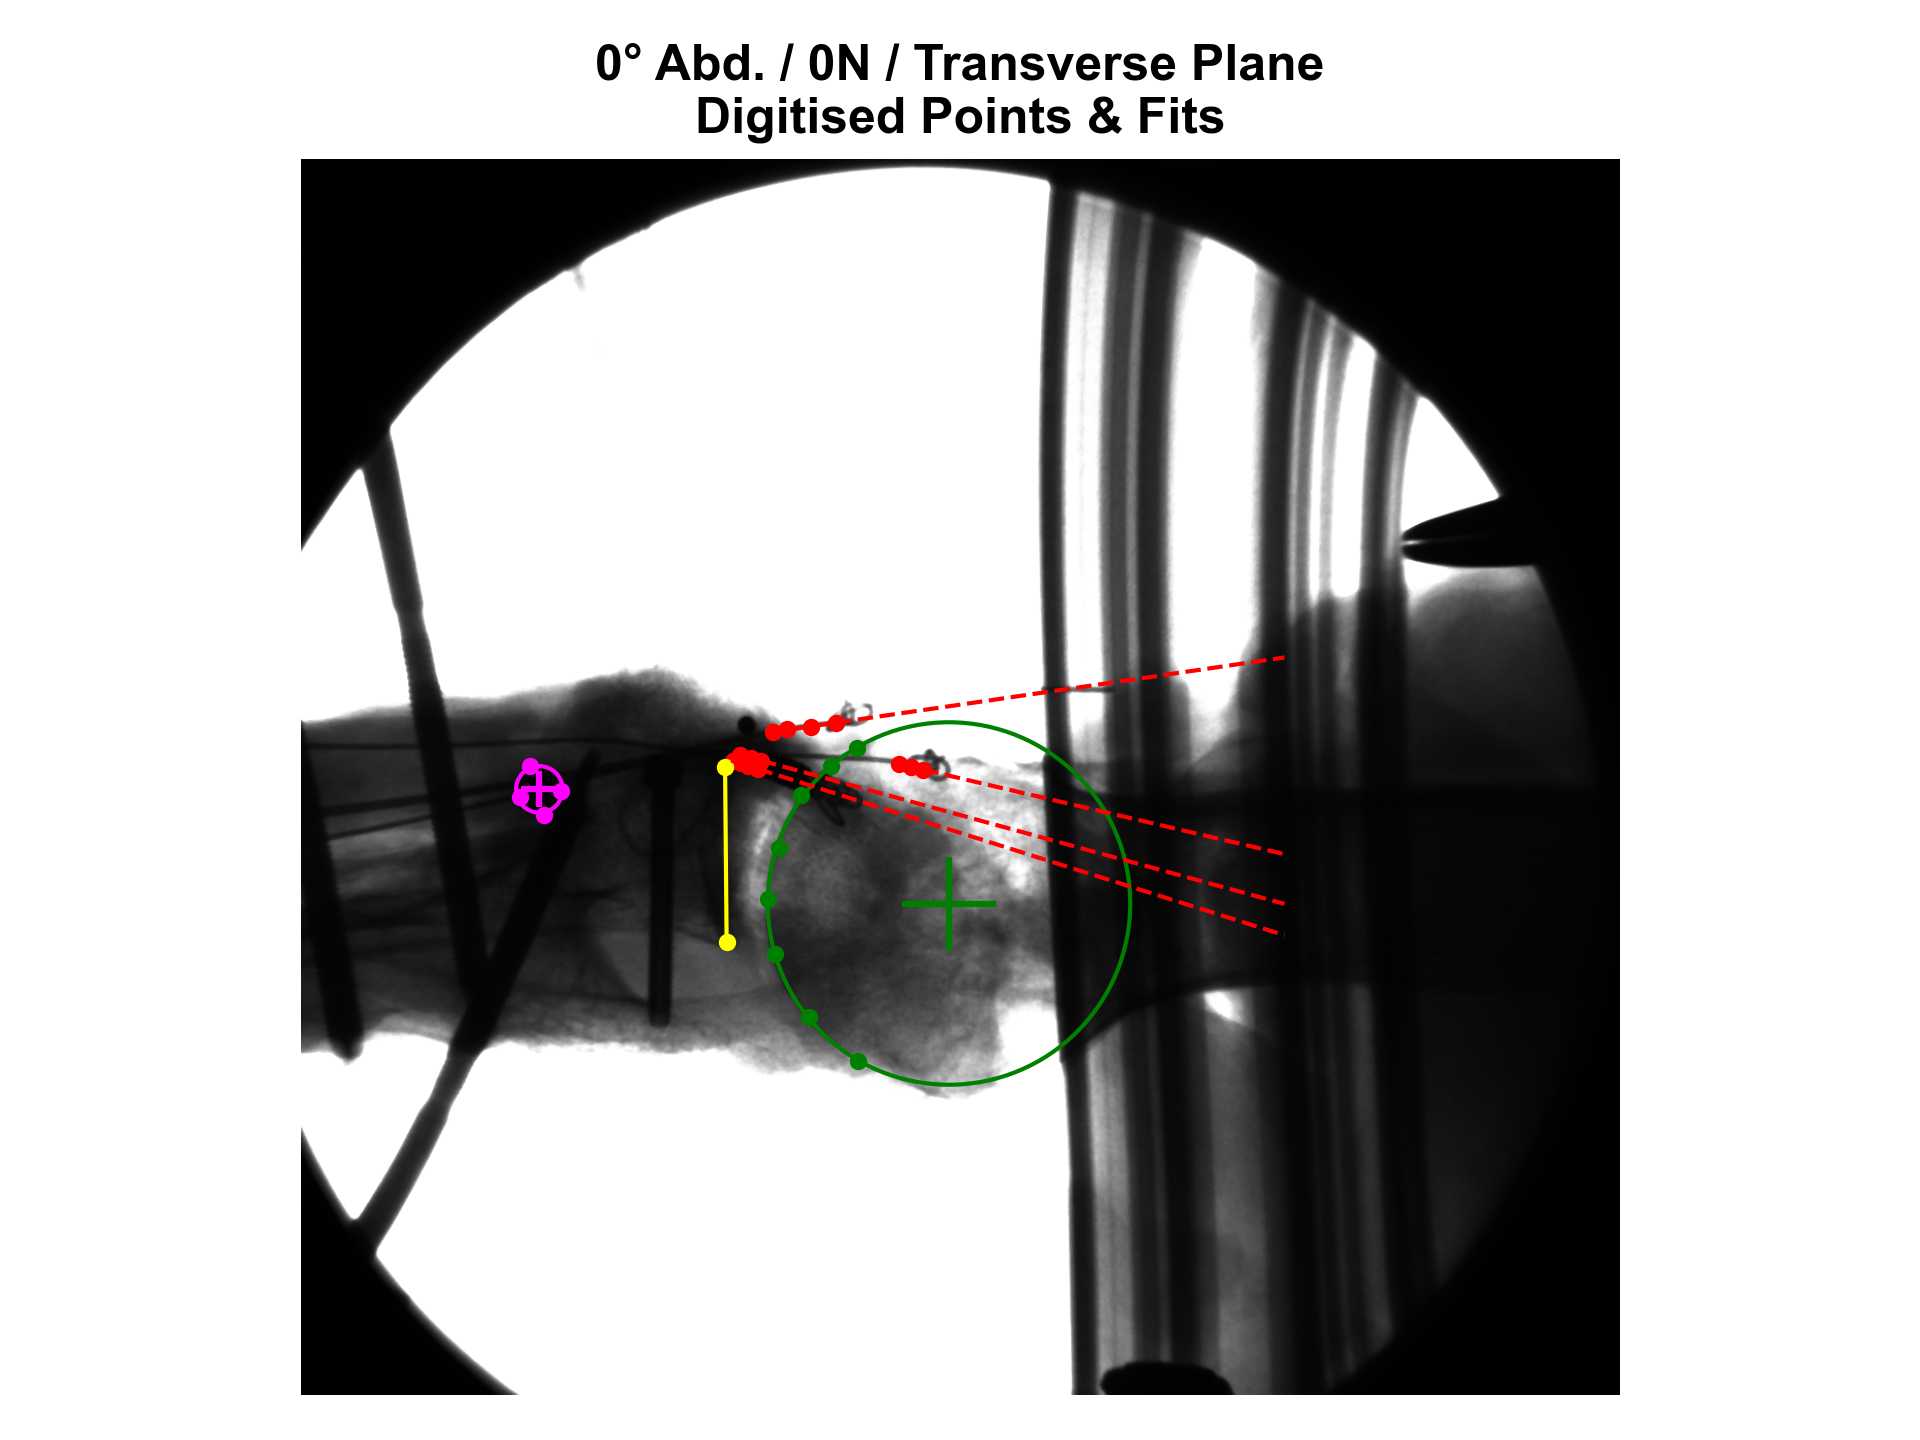 0° Abd. / 0N / Transverse Plane
Digitised Points & Fits